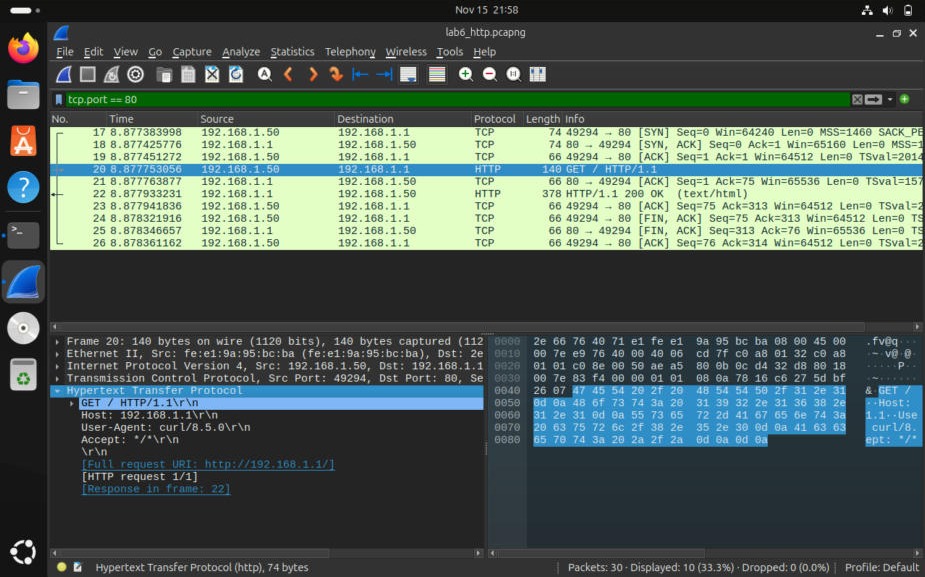 Nov 15 21:58
lab6_http.pcapng
File Edit View Go Capture Analyze Statistics Telephony Wireless Tools Help
tcp.port == 80
No. Time Source Destination Protocol Length Info
17 8.877383998 192.168.1.50 192.168.1.1 TCP 74 49294 → 80 [SYN] Seq=0 Win=64240 Len=0 MSS=1460 SACK_PE
18 8.877425776 192.168.1.1 192.168.1.50 TCP 74 80 → 49294 [SYN, ACK] Seq=0 Ack=1 Win=65160 Len=0 MSS=1
19 8.877451272 192.168.1.50 192.168.1.1 TCP 66 49294 → 80 [ACK] Seq=1 Ack=1 Win=64512 Len=0 TSval=2014
20 8.877753056 192.168.1.50 192.168.1.1 HTTP 140 GET / HTTP/1.1
21 8.877763877 192.168.1.1 192.168.1.50 TCP 66 80 → 49294 [ACK] Seq=1 Ack=75 Win=65536 Len=0 TSval=157
22 8.877933231 192.168.1.1 192.168.1.50 HTTP 378 HTTP/1.1 200 OK (text/html)
23 8.877941836 192.168.1.50 192.168.1.1 TCP 66 49294 → 80 [ACK] Seq=75 Ack=313 Win=64512 Len=0 TSval=2
24 8.878321916 192.168.1.50 192.168.1.1 TCP 66 49294 → 80 [FIN, ACK] Seq=75 Ack=313 Win=64512 Len=0 TS
25 8.878346657 192.168.1.1 192.168.1.50 TCP 66 80 → 49294 [FIN, ACK] Seq=313 Ack=76 Win=65536 Len=0 TS
26 8.878361162 192.168.1.50 192.168.1.1 TCP 66 49294 → 80 [ACK] Seq=76 Ack=314 Win=64512 Len=0 TSval=2
Frame 20: 140 bytes on wire (1120 bits), 140 bytes captured (112
Ethernet II, Src: fe:e1:9a:95:bc:ba (fe:e1:9a:95:bc:ba), Dst: 2e
Internet Protocol Version 4, Src: 192.168.1.50, Dst: 192.168.1.1
Transmission Control Protocol, Src Port: 49294, Dst Port: 80, Se
Hypertext Transfer Protocol
GET / HTTP/1.1\r\n
Host: 192.168.1.1\r\n
User-Agent: curl/8.5.0\r\n
Accept: */*\r\n
\r\n
[Full request URI: http://192.168.1.1/]
[HTTP request 1/1]
[Response in frame: 22]
0000 2e 66 76 40 71 e1 fe e1 9a 95 bc ba 08 00 45 00 .fv@q
0010 00 7e e9 76 40 00 40 06 cd 7f c0 a8 01 32 c0 a8 ·~·v@·@·
0020 01 01 c0 8e 00 50 ae a5 80 0b 0c d4 32 d8 80 18 ·····P··
0030 00 7e 83 f4 00 00 01 01 08 0a 78 16 c6 27 5d bf ·~······
0040 26 07 47 45 54 20 2f 20 48 54 54 50 2f 31 2e 31 &·GET /
0050 0d 0a 48 6f 73 74 3a 20 31 39 32 2e 31 36 38 2e ··Host:
0060 31 2e 31 0d 0a 55 73 65 72 2d 41 67 65 6e 74 3a 1.1··Use
0070 20 63 75 72 6c 2f 38 2e 35 2e 30 0d 0a 41 63 63 curl/8.
0080 65 70 74 3a 20 2a 2f 2a 0d 0a 0d 0a ept: */*
Hypertext Transfer Protocol (http), 74 bytes
Packets: 30 · Displayed: 10 (33.3%) · Dropped: 0 (0.0%)
Profile: Default